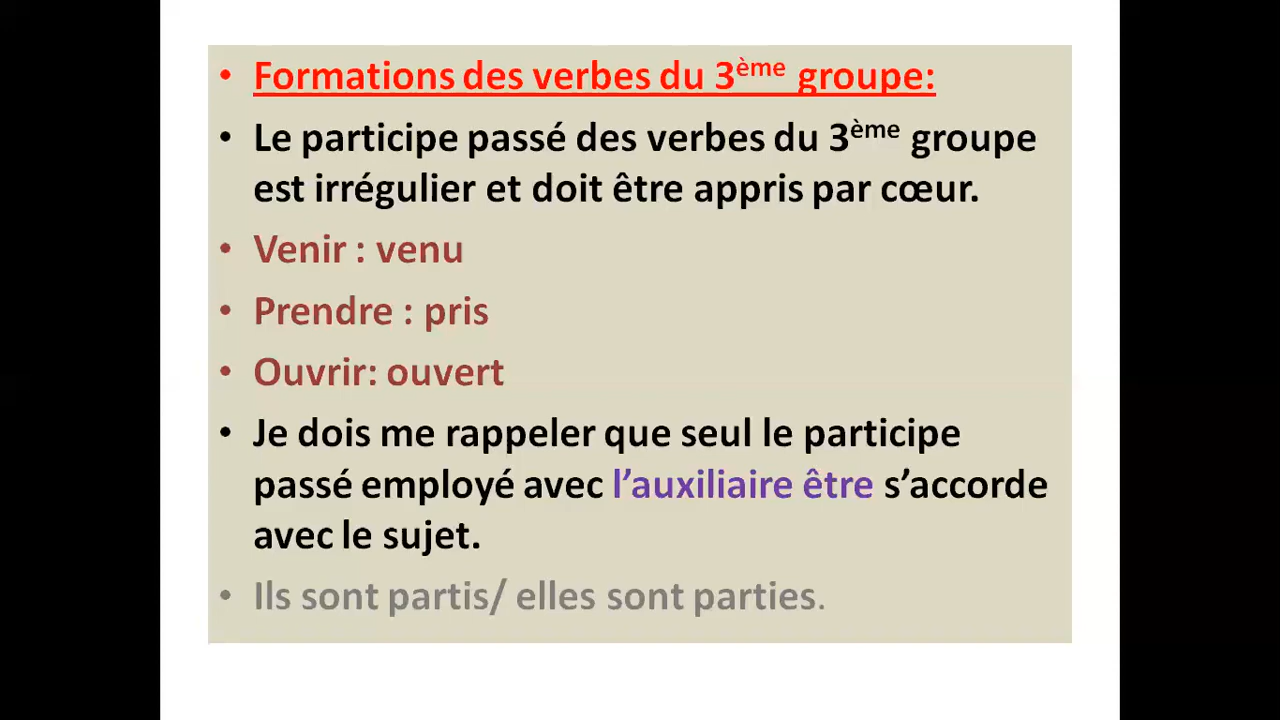 • Formations des verbes du 3ème groupe:
• Le participe passé des verbes du 3ème groupe
est irrégulier et doit être appris par cœur.
• Venir : venu
• Prendre : pris
• Ouvrir: ouvert
• Je dois me rappeler que seul le participe
passé employé avec l’auxiliaire être s’accorde
avec le sujet.
• Ils sont partis/ elles sont parties.